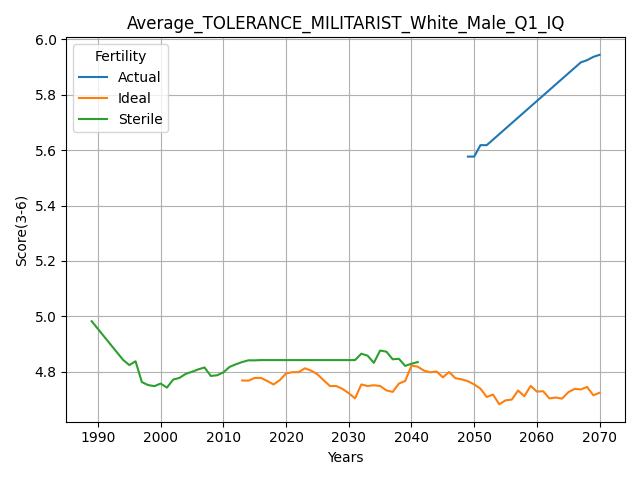 Average_TOLERANCE_MILITARIST_White_Male_Q1_IQ
Fertility
Actual
Ideal
Sterile
Score(3-6)
6.0
5.8
5.6
5.4
5.2
5.0
4.8
1990 2000 2010 2020 2030 2040 2050 2060 2070
Years